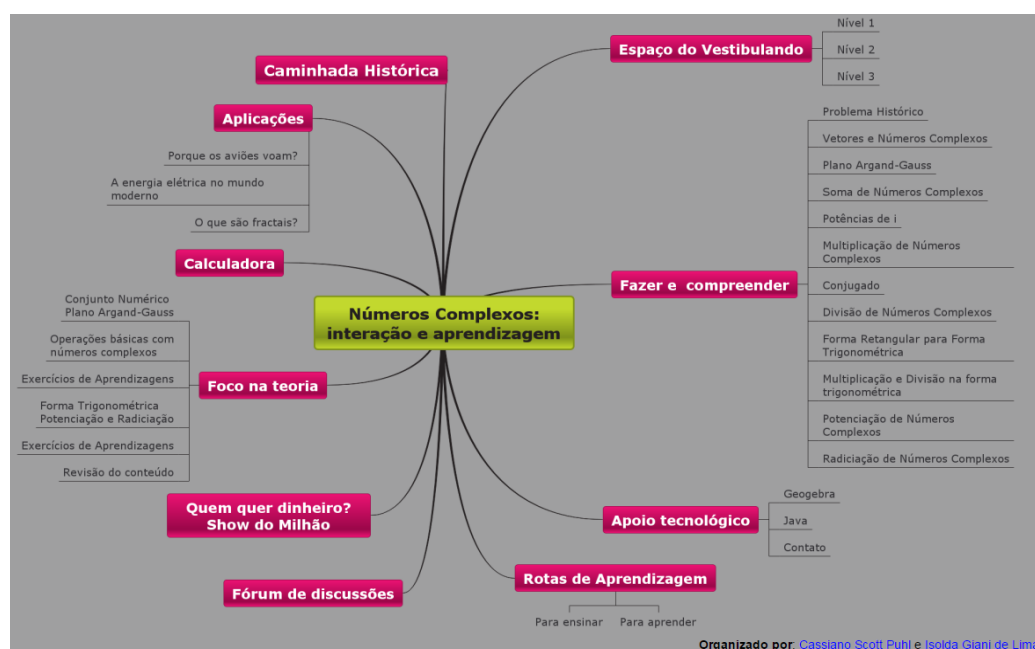 Números Complexos:
interação e aprendizagem
Caminhada Histórica
Aplicações
Porque os aviões voam?
A energia elétrica no mundo
moderno
O que são fractais?
Calculadora
Foco na teoria
Conjunto Numérico
Plano Argand-Gauss
Operações básicas com
números complexos
Exercícios de Aprendizagens
Forma Trigonométrica
Potenciação e Radiciação
Exercícios de Aprendizagens
Revisão do conteúdo
Quem quer dinheiro?
Show do Milhão
Fórum de discussões
Espaço do Vestibulando
Nível 1
Nível 2
Nível 3
Fazer e compreender
Problema Histórico
Vetores e Números Complexos
Plano Argand-Gauss
Soma de Números Complexos
Potências de i
Multiplicação de Números
Complexos
Conjugado
Divisão de Números Complexos
Forma Retangular para Forma
Trigonométrica
Multiplicação e Divisão na forma
trigonométrica
Potenciação de Números
Complexos
Radiciação de Números Complexos
Apoio tecnológico
Geogebra
Java
Contato
Rotas de Aprendizagem
Para ensinar
Para aprender
Organizado por: Cassiano Scott Puhl e Isolda Giani de Lima